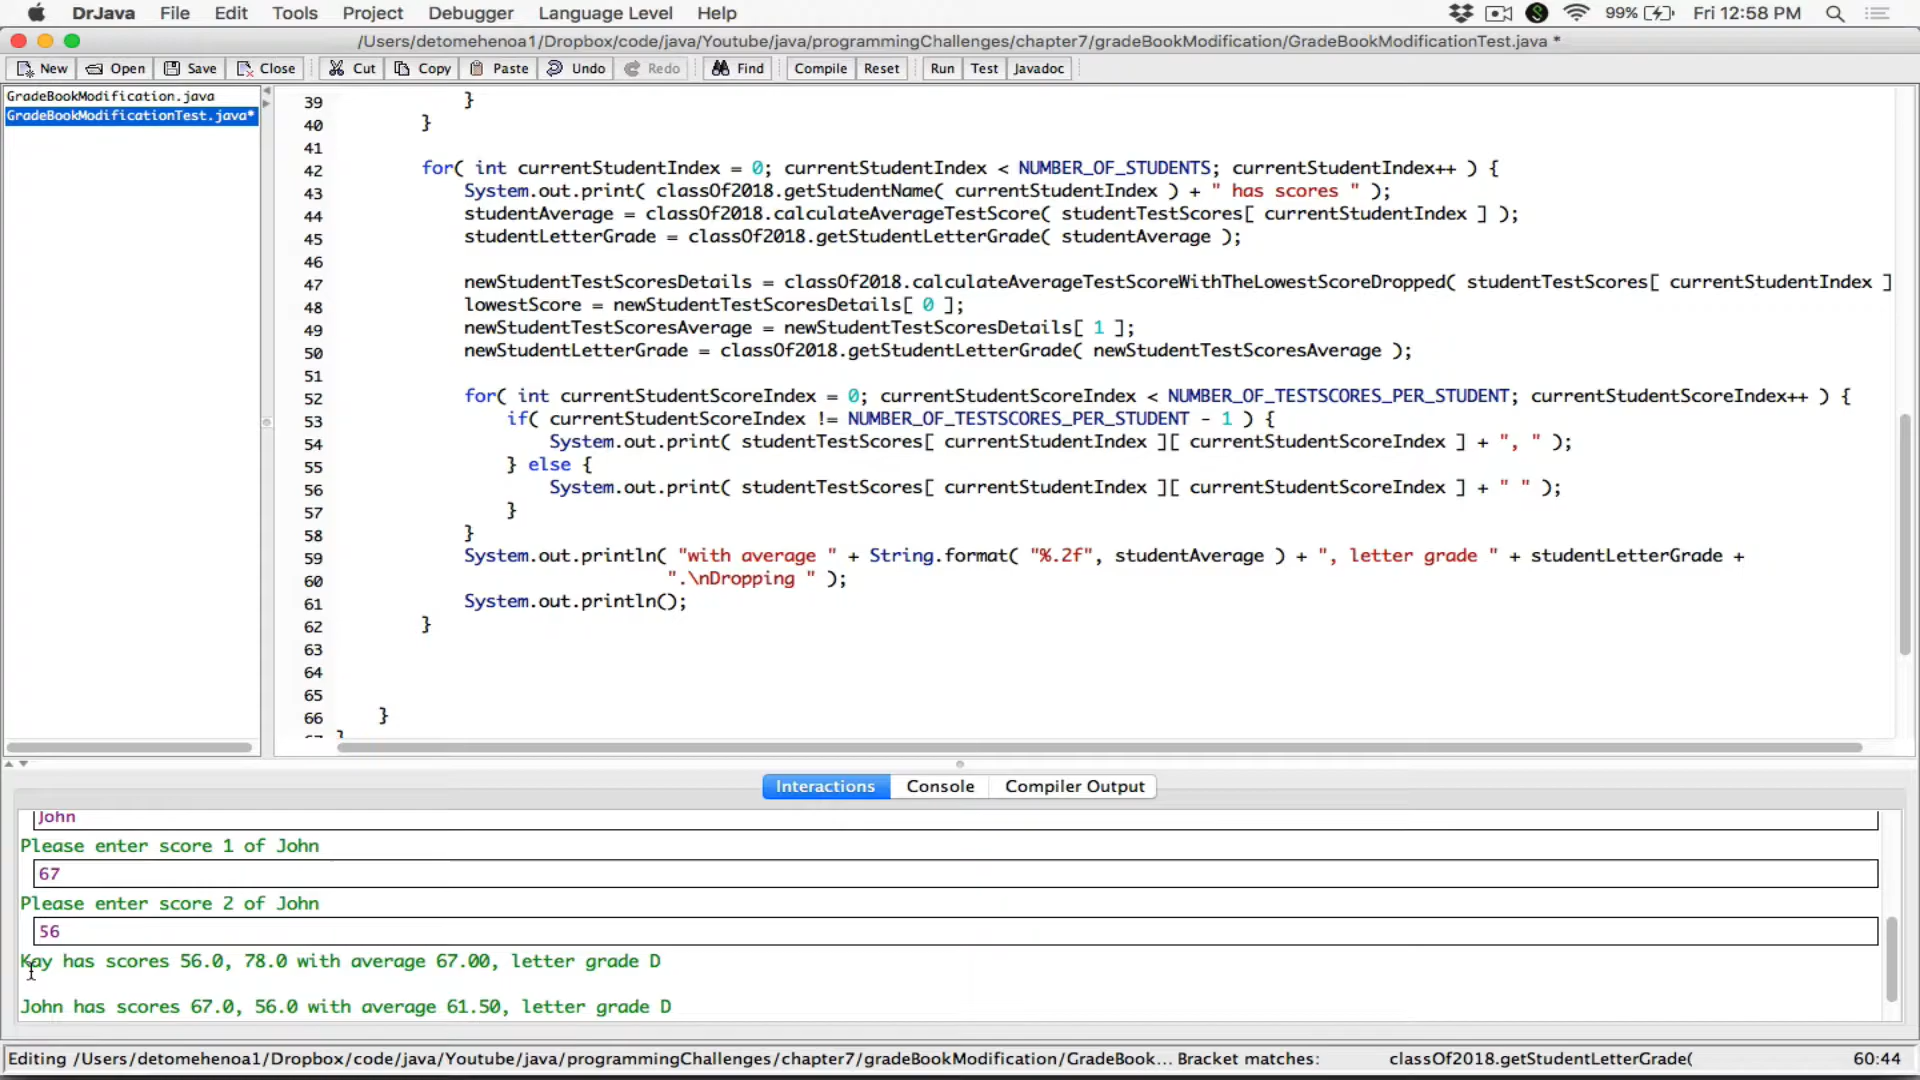 DrJava File Edit Tools Project Debugger Language Level Help 99% Fri 12:58 PM
/Users/detomehenoa1/Dropbox/code/java/Youtube/java/programmingChallenges/chapter7/gradeBookModification/GradeBookModificationTest.java *
New Open Save Close Cut Copy Paste Undo Redo Find Compile Reset Run Test Javadoc
GradeBookModification.java
GradeBookModificationTest.java*
39 }
40 }
41
42 for( int currentStudentIndex = 0; currentStudentIndex < NUMBER_OF_STUDENTS; currentStudentIndex++ ) {
43 System.out.print( classOf2018.getStudentName( currentStudentIndex ) + " has scores " );
44 studentAverage = classOf2018.calculateAverageTestScore( studentTestScores[ currentStudentIndex ] );
45 studentLetterGrade = classOf2018.getStudentLetterGrade( studentAverage );
46
47 newStudentTestScoresDetails = classOf2018.calculateAverageTestScoreWithTheLowestScoreDropped( studentTestScores[ currentStudentIndex ]
48 lowestScore = newStudentTestScoresDetails[ 0 ];
49 newStudentTestScoresAverage = newStudentTestScoresDetails[ 1 ];
50 newStudentLetterGrade = classOf2018.getStudentLetterGrade( newStudentTestScoresAverage );
51
52 for( int currentStudentScoreIndex = 0; currentStudentScoreIndex < NUMBER_OF_TESTSCORES_PER_STUDENT; currentStudentScoreIndex++ ) {
53 if( currentStudentScoreIndex != NUMBER_OF_TESTSCORES_PER_STUDENT - 1 ) {
54 System.out.print( studentTestScores[ currentStudentIndex ][ currentStudentScoreIndex ] + ", " );
55 } else {
56 System.out.print( studentTestScores[ currentStudentIndex ][ currentStudentScoreIndex ] + " " );
57 }
58 }
59 System.out.println( "with average " + String.format( "%.2f", studentAverage ) + ", letter grade " + studentLetterGrade +
60 ".\nDropping " );
61 System.out.println();
62 }
63
64
65
66 }
Interactions Console Compiler Output
John
Please enter score 1 of John
67
Please enter score 2 of John
56
Kay has scores 56.0, 78.0 with average 67.00, letter grade D
John has scores 67.0, 56.0 with average 61.50, letter grade D
Editing /Users/detomehenoa1/Dropbox/code/java/Youtube/java/programmingChallenges/chapter7/gradeBookModification/GradeBook... Bracket matches: classOf2018.getStudentLetterGrade( 60:44